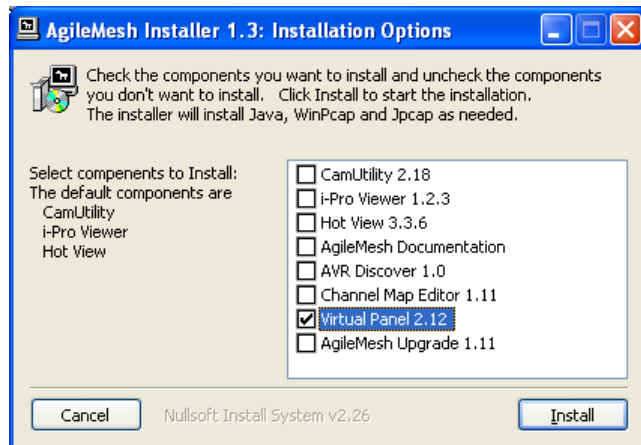 AgileMesh Installer 1.3: Installation Options
Check the components you want to install and uncheck the components
you don't want to install.  Click Install to start the installation.
The installer will install Java, WinPcap and Jpcap as needed.
Select compenents to Install:
The default components are
CamUtility
i-Pro Viewer
Hot View
CamUtility 2.18
i-Pro Viewer 1.2.3
Hot View 3.3.6
AgileMesh Documentation
AVR Discover 1.0
Channel Map Editor 1.11
Virtual Panel 2.12
AgileMesh Upgrade 1.11
Cancel
Nullsoft Install System v2.26
Install